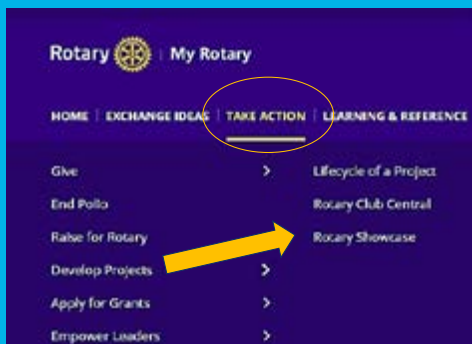 Rotary My Rotary
HOME EXCHANGE IDEAS TAKE ACTION LEARNING & REFERENCE
Give
End Polio
Raise for Rotary
Develop Projects
Apply for Grants
Empower Leaders
Lifecycle of a Project
Rotary Club Central
Rotary Showcase